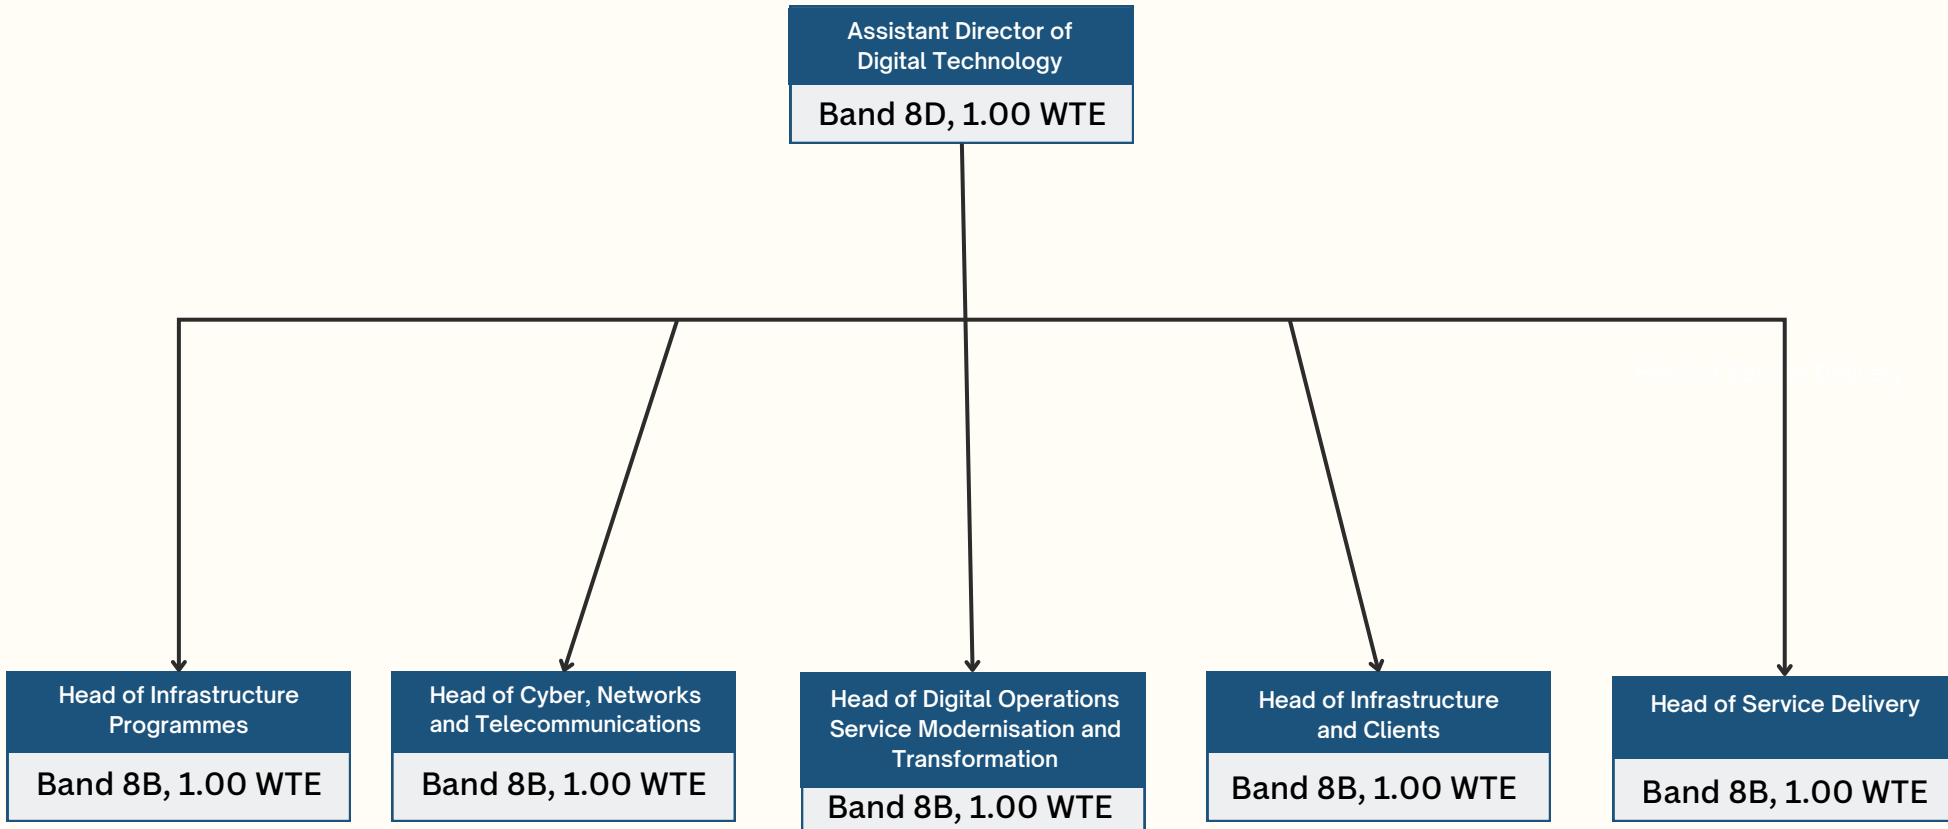 Assistant Director of
Digital Technology
Band 8D, 1.00 WTE
Head of Infrastructure
Programmes
Band 8B, 1.00 WTE
Head of Cyber, Networks
and Telecommunications
Band 8B, 1.00 WTE
Head of Digital Operations
Service Modernisation and
Transformation
Band 8B, 1.00 WTE
Head of Infrastructure
and Clients
Band 8B, 1.00 WTE
Head of Service Delivery
Band 8B, 1.00 WTE